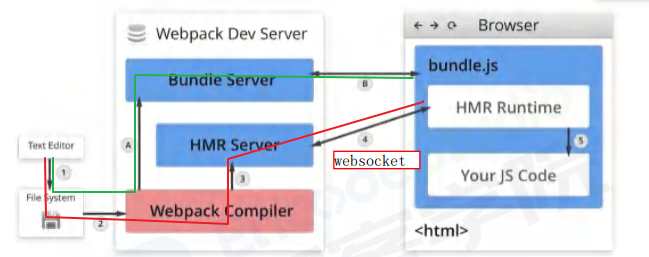 Webpack Dev Server
Browser
Bundle Server
B
bundle.js
HMR Runtime
A
Text Editor
HMR Server
4
5
websocket
1
3
Your JS Code
File System
Webpack Compiler
2
<html>